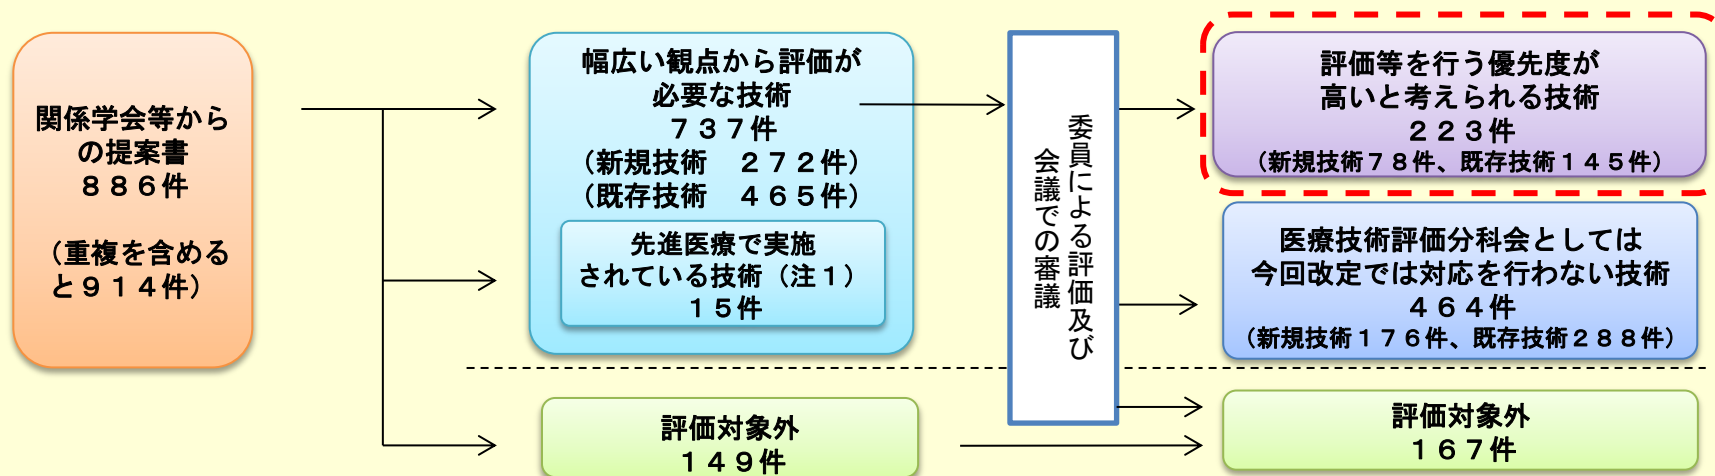 関係学会等から
の提案書
８８６件
（重複を含める
と９１４件）
幅広い観点から評価が
必要な技術
７３７件
（新規技術　２７２件）
（既存技術　４６５件）
先進医療で実施
されている技術（注１）
１５件
評価対象外
１４９件
委員による評価及び
会議での審議
評価等を行う優先度が
高いと考えられる技術
２２３件
（新規技術７８件、既存技術１４５件）
医療技術評価分科会としては
今回改定では対応を行わない技術
４６４件
（新規技術１７６件、既存技術２８８件）
評価対象外
１６７件